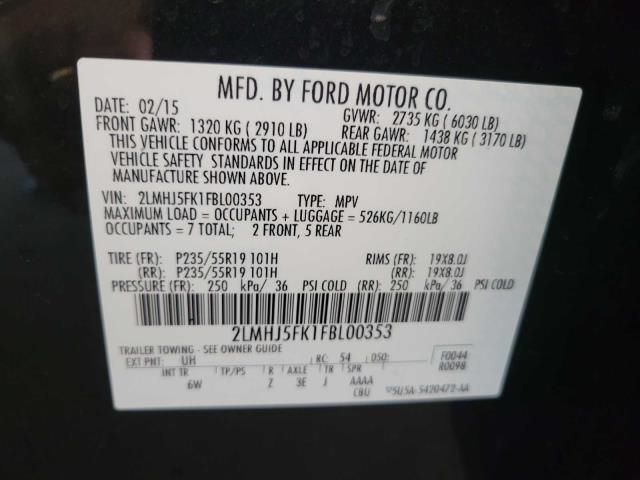 MFD. BY FORD MOTOR CO.
DATE: 02/15 GVWR: 2735 KG ( 6030 LB)
FRONT GAWR: 1320 KG ( 2910 LB) REAR GAWR: 1438 KG ( 3170 LB)
THIS VEHICLE CONFORMS TO ALL APPLICABLE FEDERAL MOTOR
VEHICLE SAFETY STANDARDS IN EFFECT ON THE DATE OF
MANUFACTURE SHOWN ABOVE.
VIN: 2LMHJ5FK1FBL00353 TYPE: MPV
MAXIMUM LOAD = OCCUPANTS + LUGGAGE = 526KG/1160LB
OCCUPANTS = 7 TOTAL; 2 FRONT, 5 REAR
TIRE (FR): P235/55R19 101H RIMS (FR): 19X8.0J
(RR): P235/55R19 101H (RR): 19X8.0J
PRESSURE (FR): 250 kPa/ 36 PSI COLD (RR): 250 kPa/ 36 PSI COLD
2LMHJ5FK1FBL00353
TRAILER TOWING - SEE OWNER GUIDE
EXT PNT: UH RC: 54 DSO: F0044
R0098
INT TR TP/PS R AXLE TR SPR
6W Z 3E J AAAA
CBU 5U5A-5420472-AA